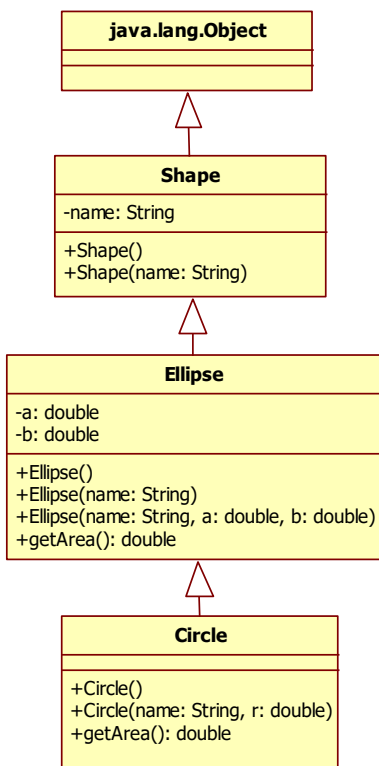 java.lang.Object
Shape
-name: String
+Shape()
+Shape(name: String)
Ellipse
-a: double
-b: double
+Ellipse()
+Ellipse(name: String)
+Ellipse(name: String, a: double, b: double)
+getArea(): double
Circle
+Circle()
+Circle(name: String, r: double)
+getArea(): double